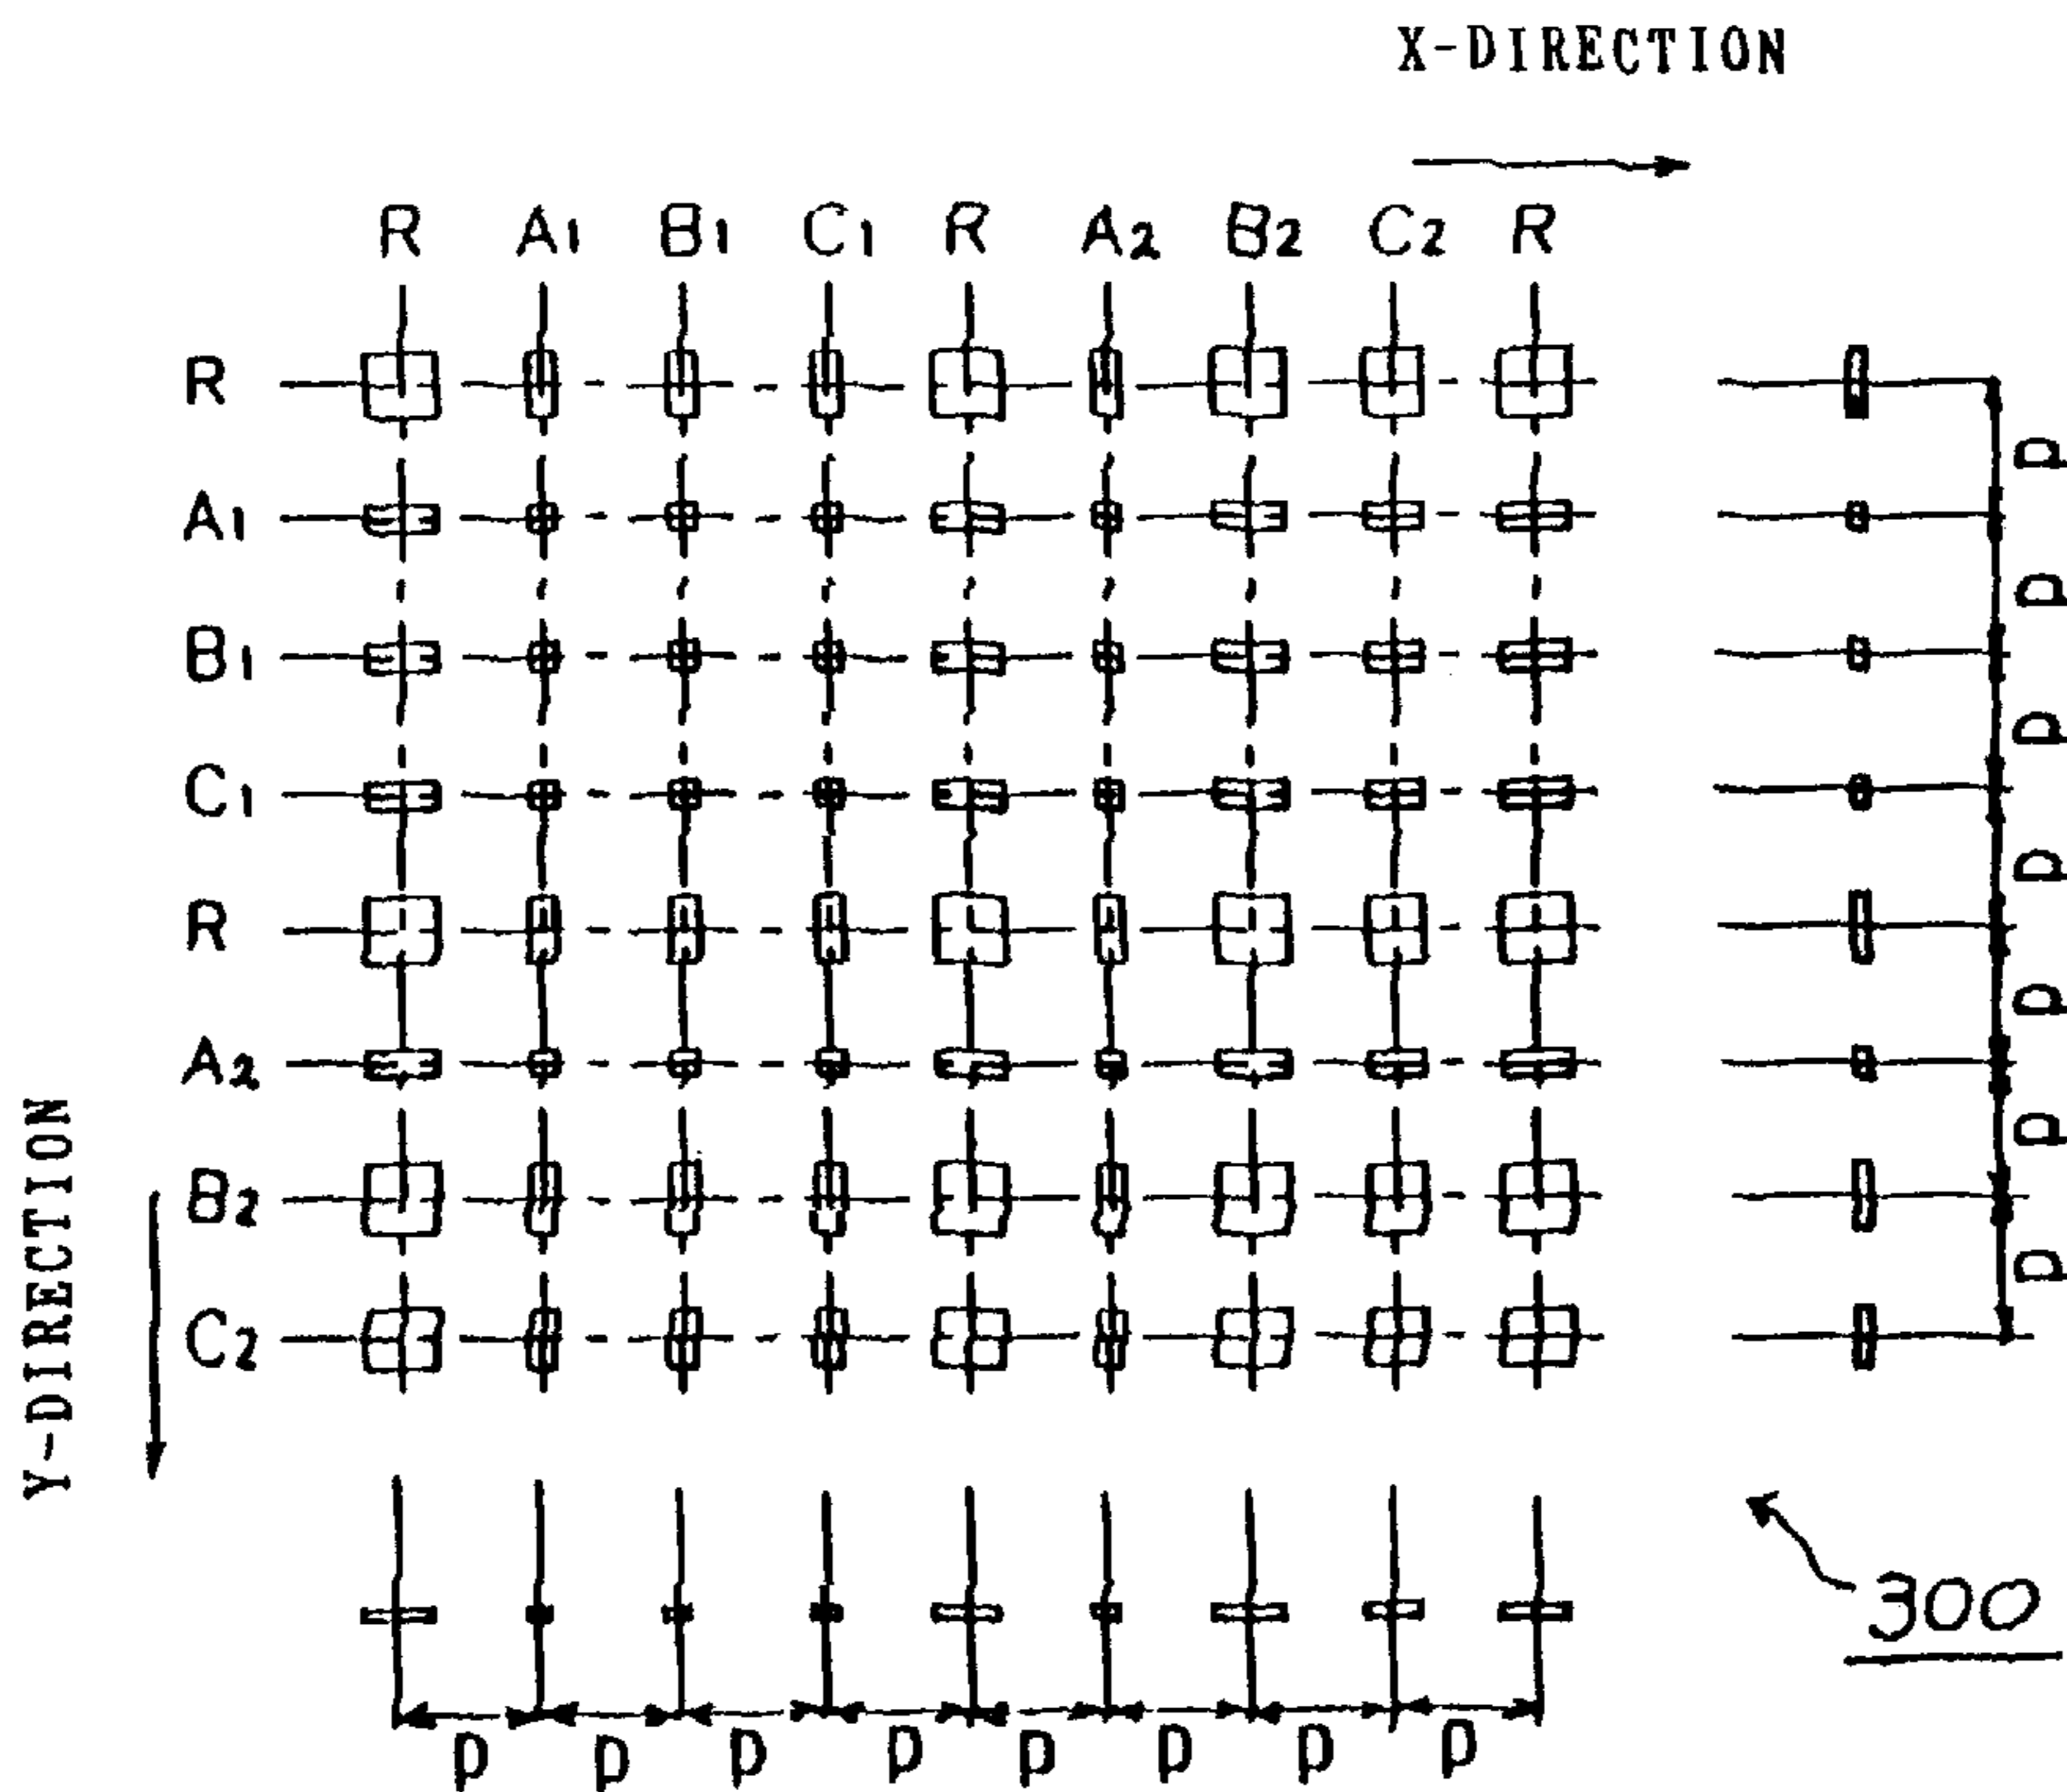 X-DIRECTION
R A1 B1 C1 R A2 B2 C2 R
R
p
A1
p
B1
p
C1
p
R
p
A2
p
B2
p
C2
Y-DIRECTION
300
p p p p p p p p